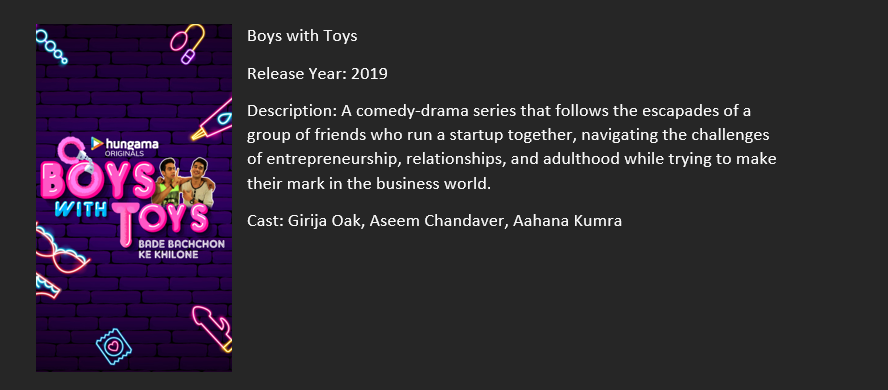 hungama
ORIGINALS
BOYS
WITH
TOYS
BADE BACHCHON
KE KHILONE
Boys with Toys
Release Year: 2019
Description: A comedy-drama series that follows the escapades of a
group of friends who run a startup together, navigating the challenges
of entrepreneurship, relationships, and adulthood while trying to make
their mark in the business world.
Cast: Girija Oak, Aseem Chandaver, Aahana Kumra